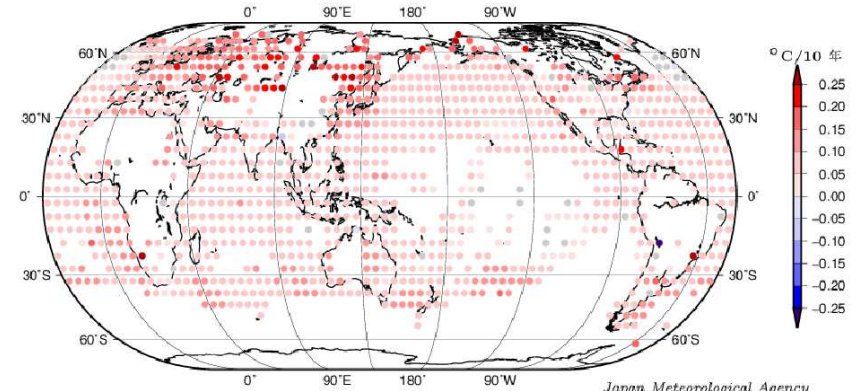 0° 90°E 180° 90°W
60°N 60°N
°C/10 年
0.25
0.20
30°N 30°N
0.15
0.10
0.05
0° 0°
0.00
−0.05
−0.10
−0.15
30°S 30°S
−0.20
−0.25
60°S 60°S
0° 90°E 180° 90°W
Japan Meteorological Agency